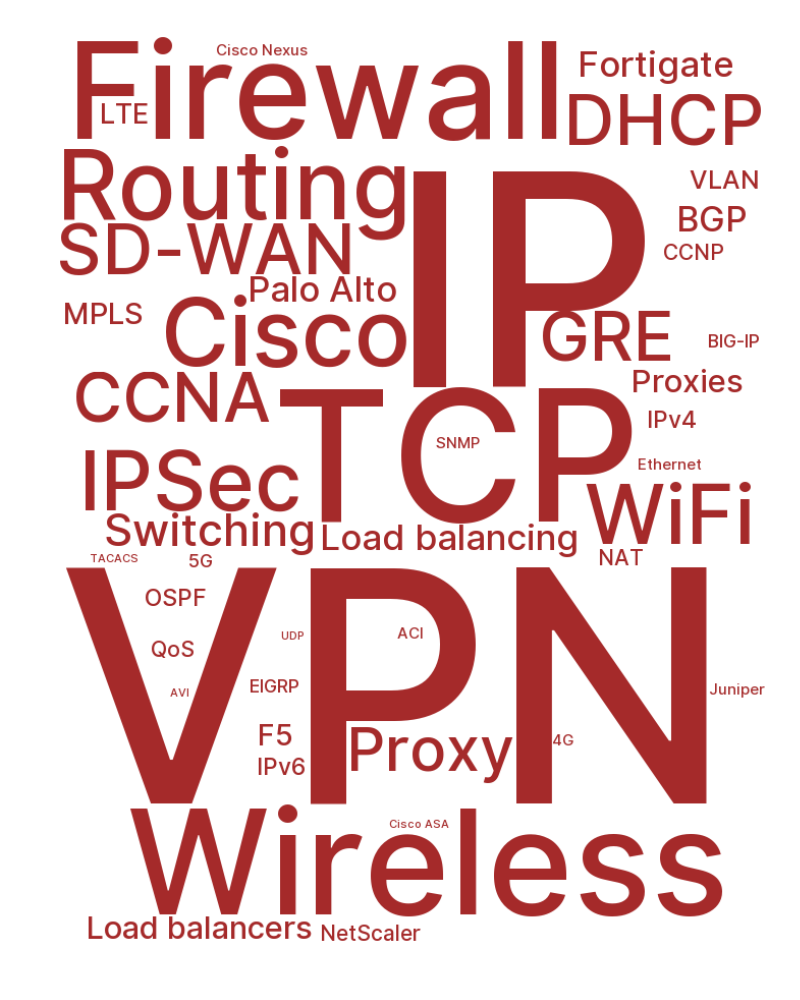 Cisco Nexus
Firewall
Fortigate
LTE
DHCP
Routing
IP
VLAN
BGP
SD-WAN
CCNP
Palo Alto
MPLS
Cisco
GRE
BIG-IP
Proxies
CCNA
TCP
IPv4
SNMP
Ethernet
IPSec
WiFi
Switching
Load balancing
NAT
TACACS
5G
VPN
OSPF
UDP
ACI
QoS
EIGRP
AVI
Juniper
F5
Proxy
4G
IPv6
Cisco ASA
Wireless
Load balancers
NetScaler